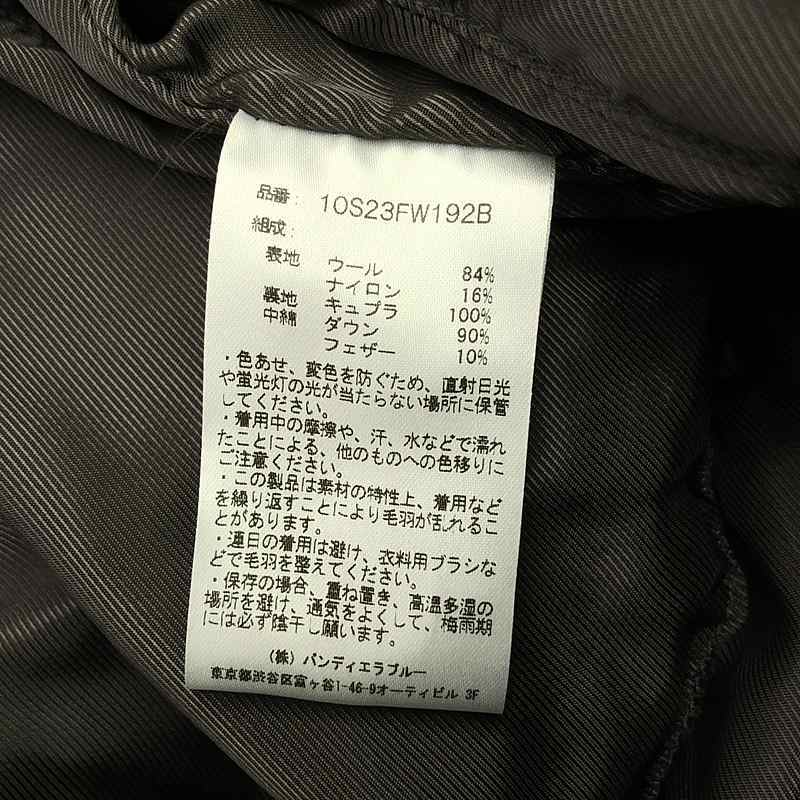 品番: 10S23FW192B
組成:
表地 ウール 84%
ナイロン 16%
裏地 キュプラ 100%
中綿 ダウン 90%
フェザー 10%
・色あせ、変色を防ぐため、直射日光
や蛍光灯の光が当たらない場所に保管
してください。
・着用中の摩擦や、汗、水などで濡れ
たことによる、他のものへの色移りに
ご注意ください。
・この製品は素材の特性上、着用など
を繰り返すことにより毛羽が乱れるこ
とがあります。
・連日の着用は避け、衣料用ブラシな
どで毛羽を整えてください。
・保存の場合、重ね置き、高温多湿の
場所を避け、通気をよくして、梅雨期
には必ず陰干し願います。
(株) バンディエラブルー
東京都渋谷区富ヶ谷1-46-9オーティビル 3F